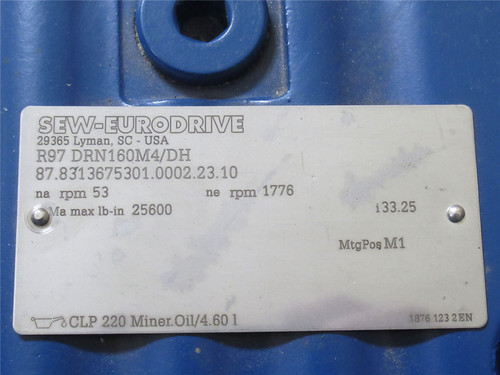 SEW-EURODRIVE
29365 Lyman, SC - USA
R97 DRN160M4/DH
87.8313675301.0002.23.10
na rpm 53 ne rpm 1776
Ma max lb-in 25600 i 33.25
MtgPos M1
CLP 220 Miner.Oil/4.60 l
1876 123 2 EN